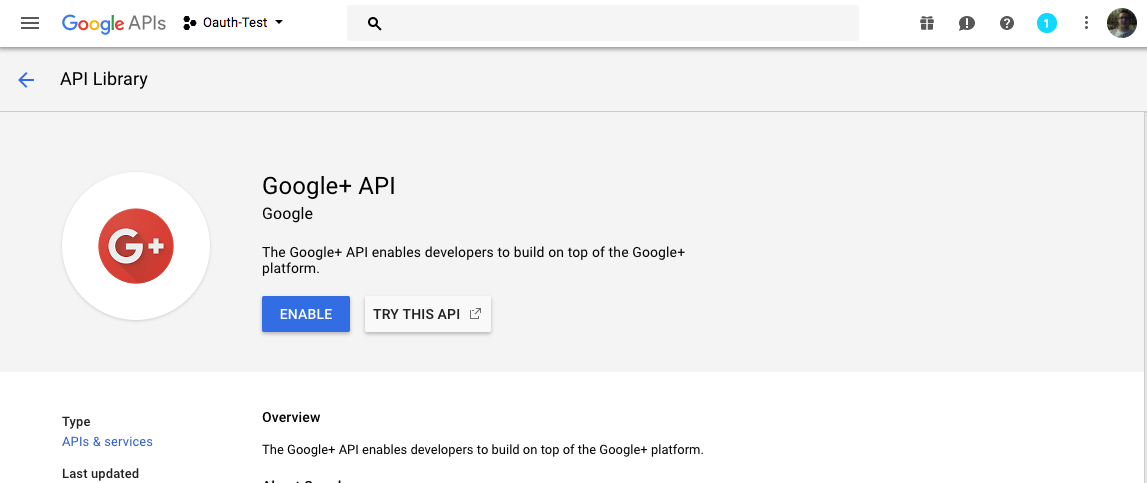 Google APIs
Oauth-Test
1
API Library
G+
Google+ API
Google
The Google+ API enables developers to build on top of the Google+
platform.
ENABLE
TRY THIS API
Type
APIs & services
Last updated
Overview
The Google+ API enables developers to build on top of the Google+ platform.